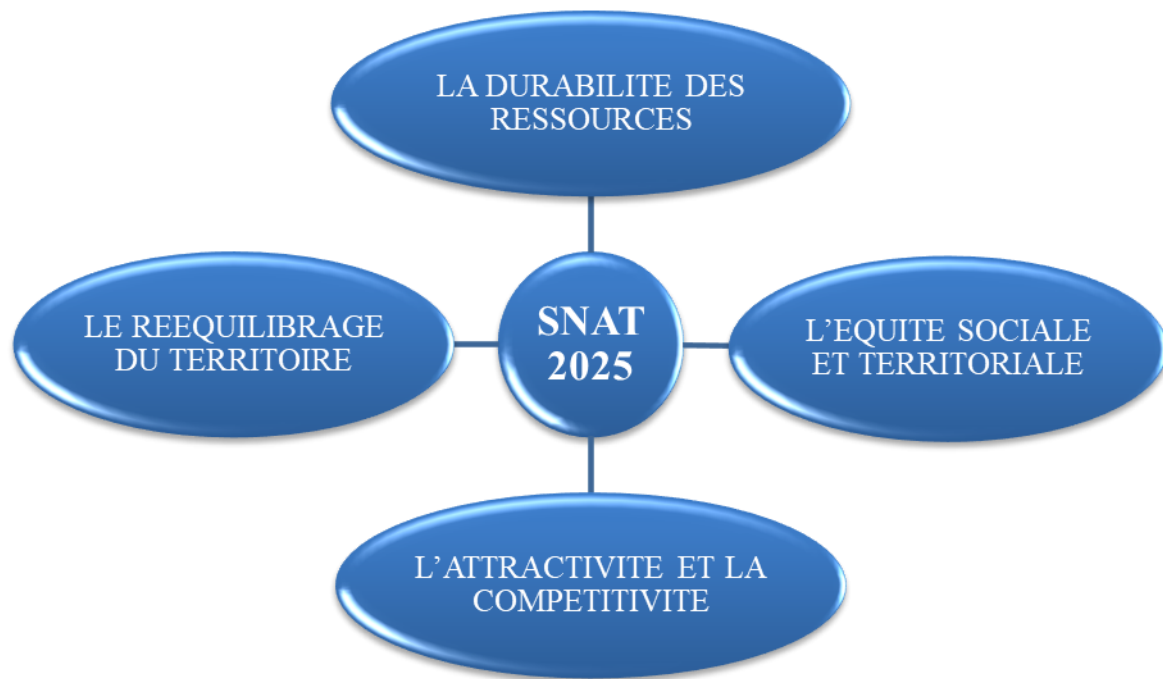 LA DURABILITE DES
RESSOURCES
LE REEQUILIBRAGE
DU TERRITOIRE
SNAT
2025
L’EQUITE SOCIALE
ET TERRITORIALE
L’ATTRACTIVITE ET LA
COMPETITIVITE